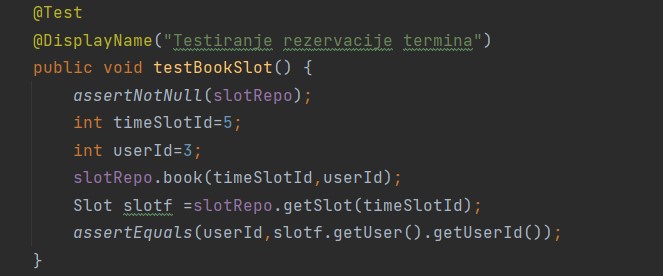 @Test
@DisplayName("Testiranje rezervacije termina")
public void testBookSlot() {
assertNotNull(slotRepo);
int timeSlotId=5;
int userId=3;
slotRepo.book(timeSlotId,userId);
Slot slotf =slotRepo.getSlot(timeSlotId);
assertEquals(userId,slotf.getUser().getUserId());
}